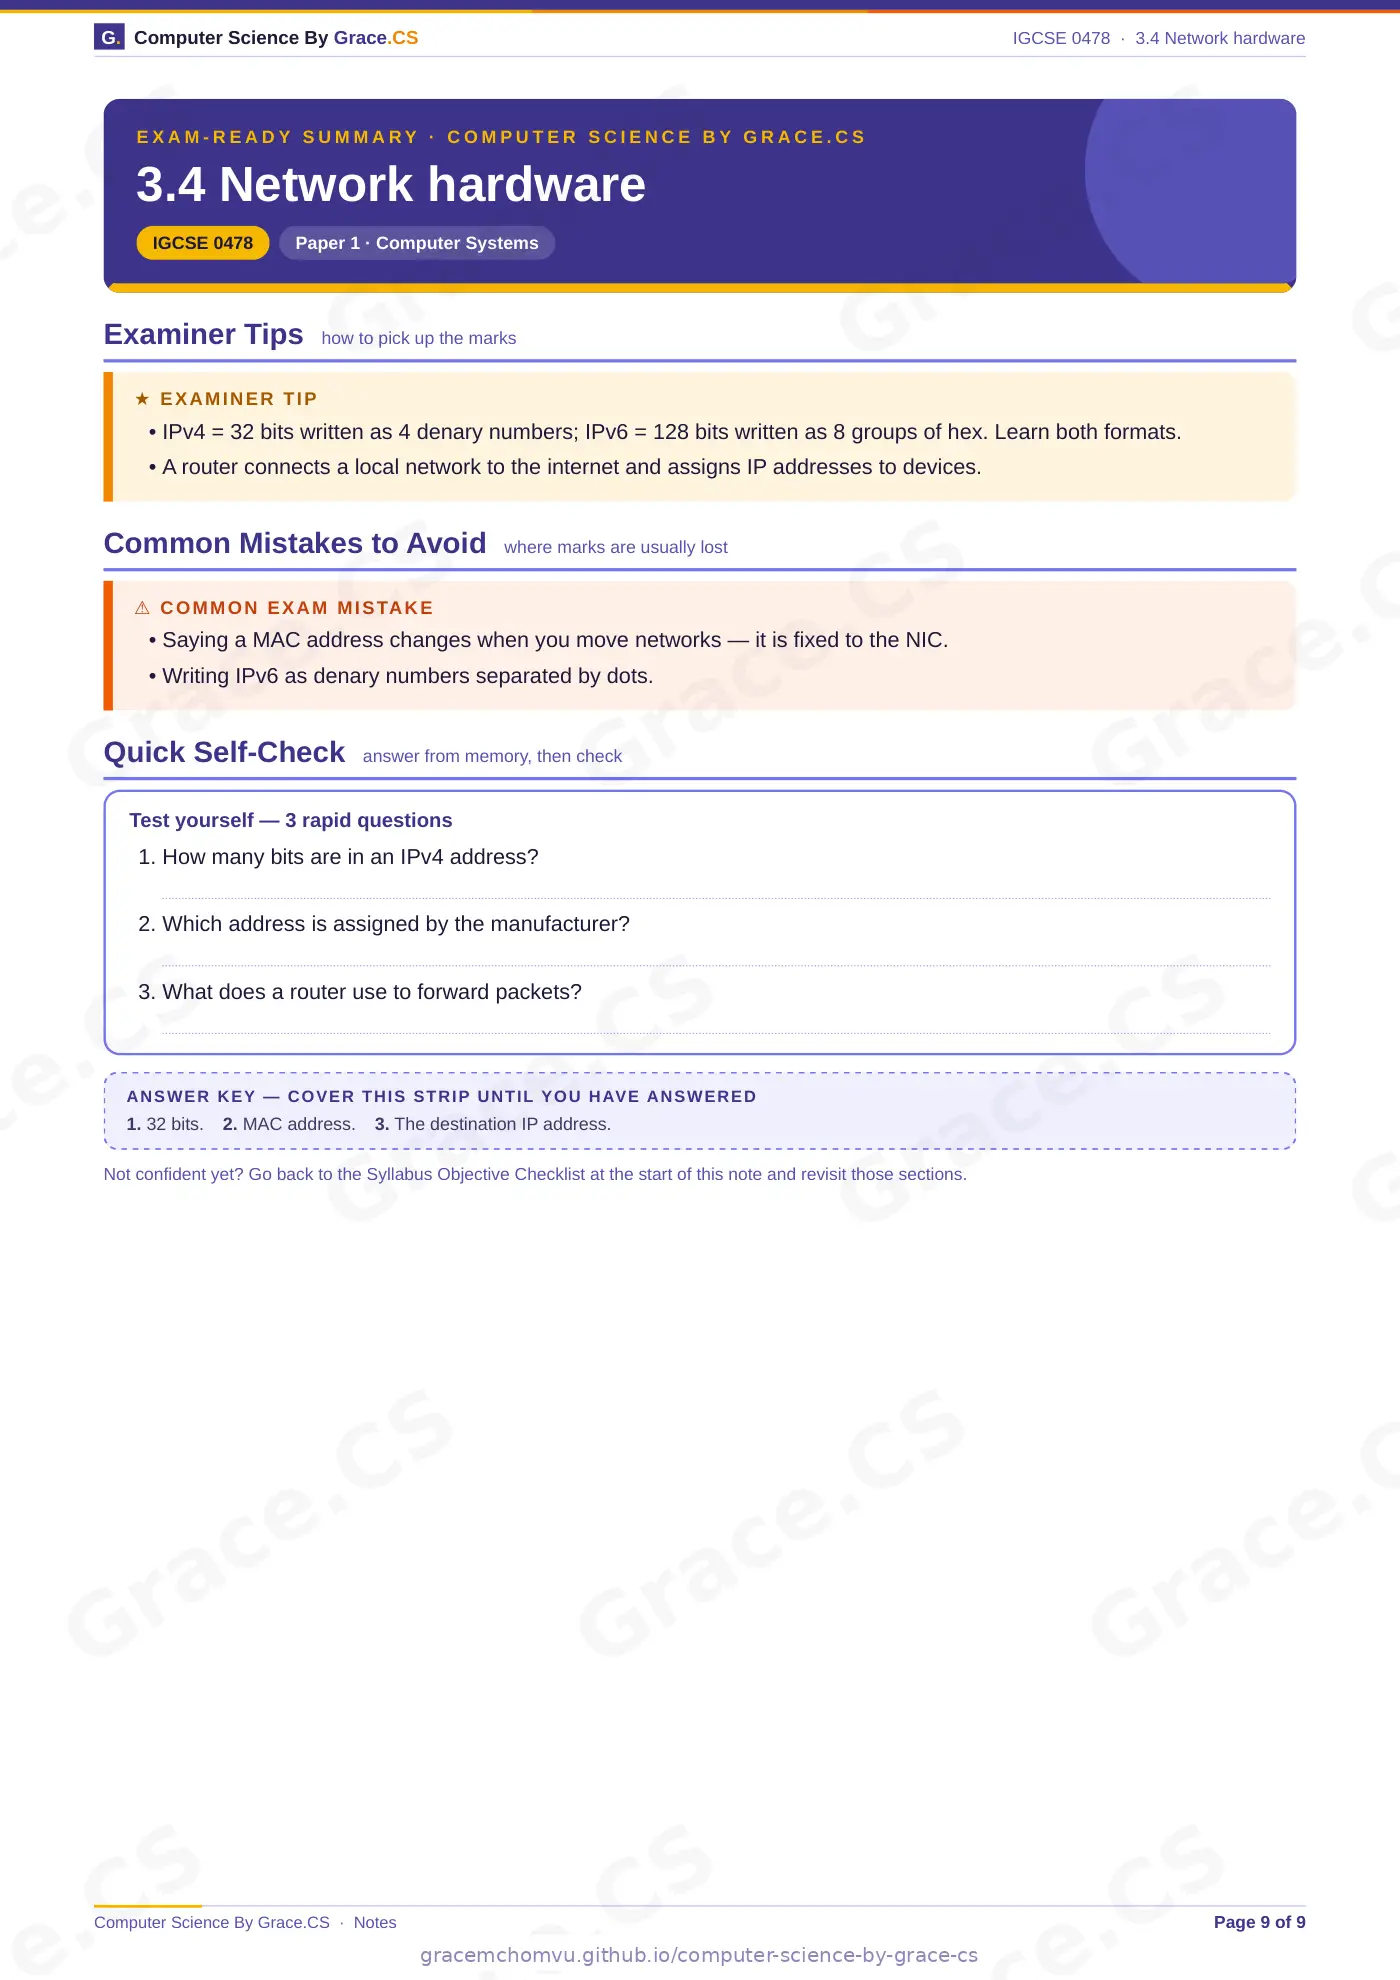 G. Computer Science By Grace.CS
IGCSE 0478 · 3.4 Network hardware
EXAM-READY SUMMARY · COMPUTER SCIENCE BY GRACE.CS
3.4 Network hardware
IGCSE 0478
Paper 1 · Computer Systems
Examiner Tips how to pick up the marks
★ EXAMINER TIP
• IPv4 = 32 bits written as 4 denary numbers; IPv6 = 128 bits written as 8 groups of hex. Learn both formats.
• A router connects a local network to the internet and assigns IP addresses to devices.
Common Mistakes to Avoid where marks are usually lost
⚠ COMMON EXAM MISTAKE
• Saying a MAC address changes when you move networks — it is fixed to the NIC.
• Writing IPv6 as denary numbers separated by dots.
Quick Self-Check answer from memory, then check
Test yourself — 3 rapid questions
1. How many bits are in an IPv4 address?
2. Which address is assigned by the manufacturer?
3. What does a router use to forward packets?
ANSWER KEY — COVER THIS STRIP UNTIL YOU HAVE ANSWERED
1. 32 bits. 2. MAC address. 3. The destination IP address.
Not confident yet? Go back to the Syllabus Objective Checklist at the start of this note and revisit those sections.
Computer Science By Grace.CS · Notes
Page 9 of 9
gracemchomvu.github.io/computer-science-by-grace-cs